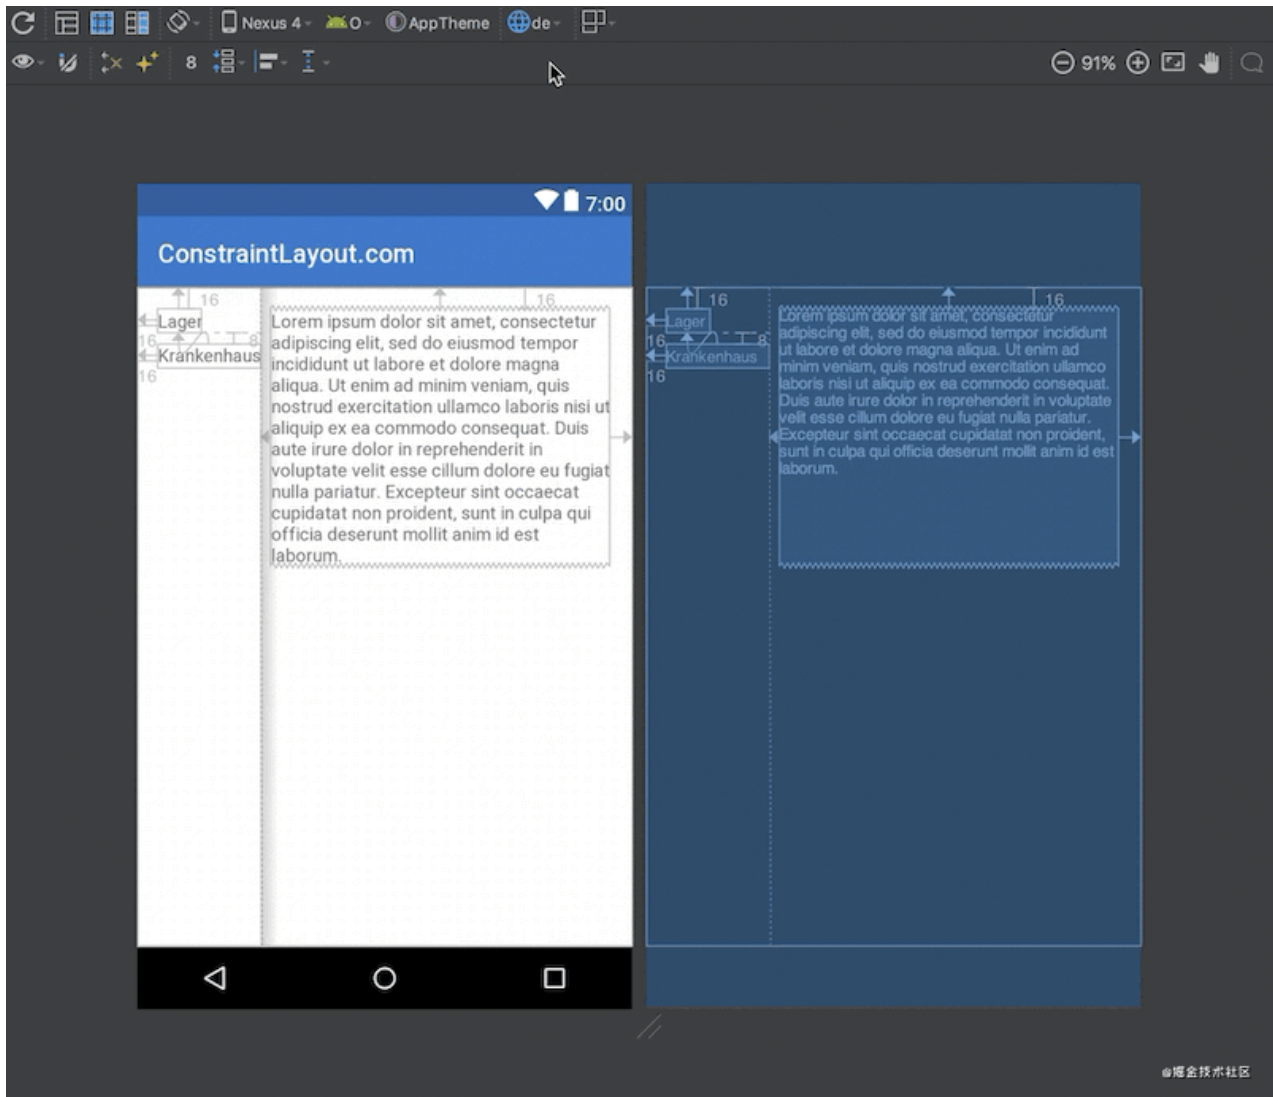 Nexus 4 O AppTheme de
8 91%
7:00
ConstraintLayout.com
16 16
Lager
16 8
Krankenhaus
16
Lorem ipsum dolor sit amet, consectetur
adipiscing elit, sed do eiusmod tempor
incididunt ut labore et dolore magna
aliqua. Ut enim ad minim veniam, quis
nostrud exercitation ullamco laboris nisi ut
aliquip ex ea commodo consequat. Duis
aute irure dolor in reprehenderit in
voluptate velit esse cillum dolore eu fugiat
nulla pariatur. Excepteur sint occaecat
cupidatat non proident, sunt in culpa qui
officia deserunt mollit anim id est
laborum.
16 16
Lager
16 8
Krankenhaus
16
Lorem ipsum dolor sit amet, consectetur
adipiscing elit, sed do eiusmod tempor incididunt
ut labore et dolore magna aliqua. Ut enim ad
minim veniam, quis nostrud exercitation ullamco
laboris nisi ut aliquip ex ea commodo consequat.
Duis aute irure dolor in reprehenderit in voluptate
velit esse cillum dolore eu fugiat nulla pariatur.
Excepteur sint occaecat cupidatat non proident,
sunt in culpa qui officia deserunt mollit anim id est
laborum.
@掘金技术社区